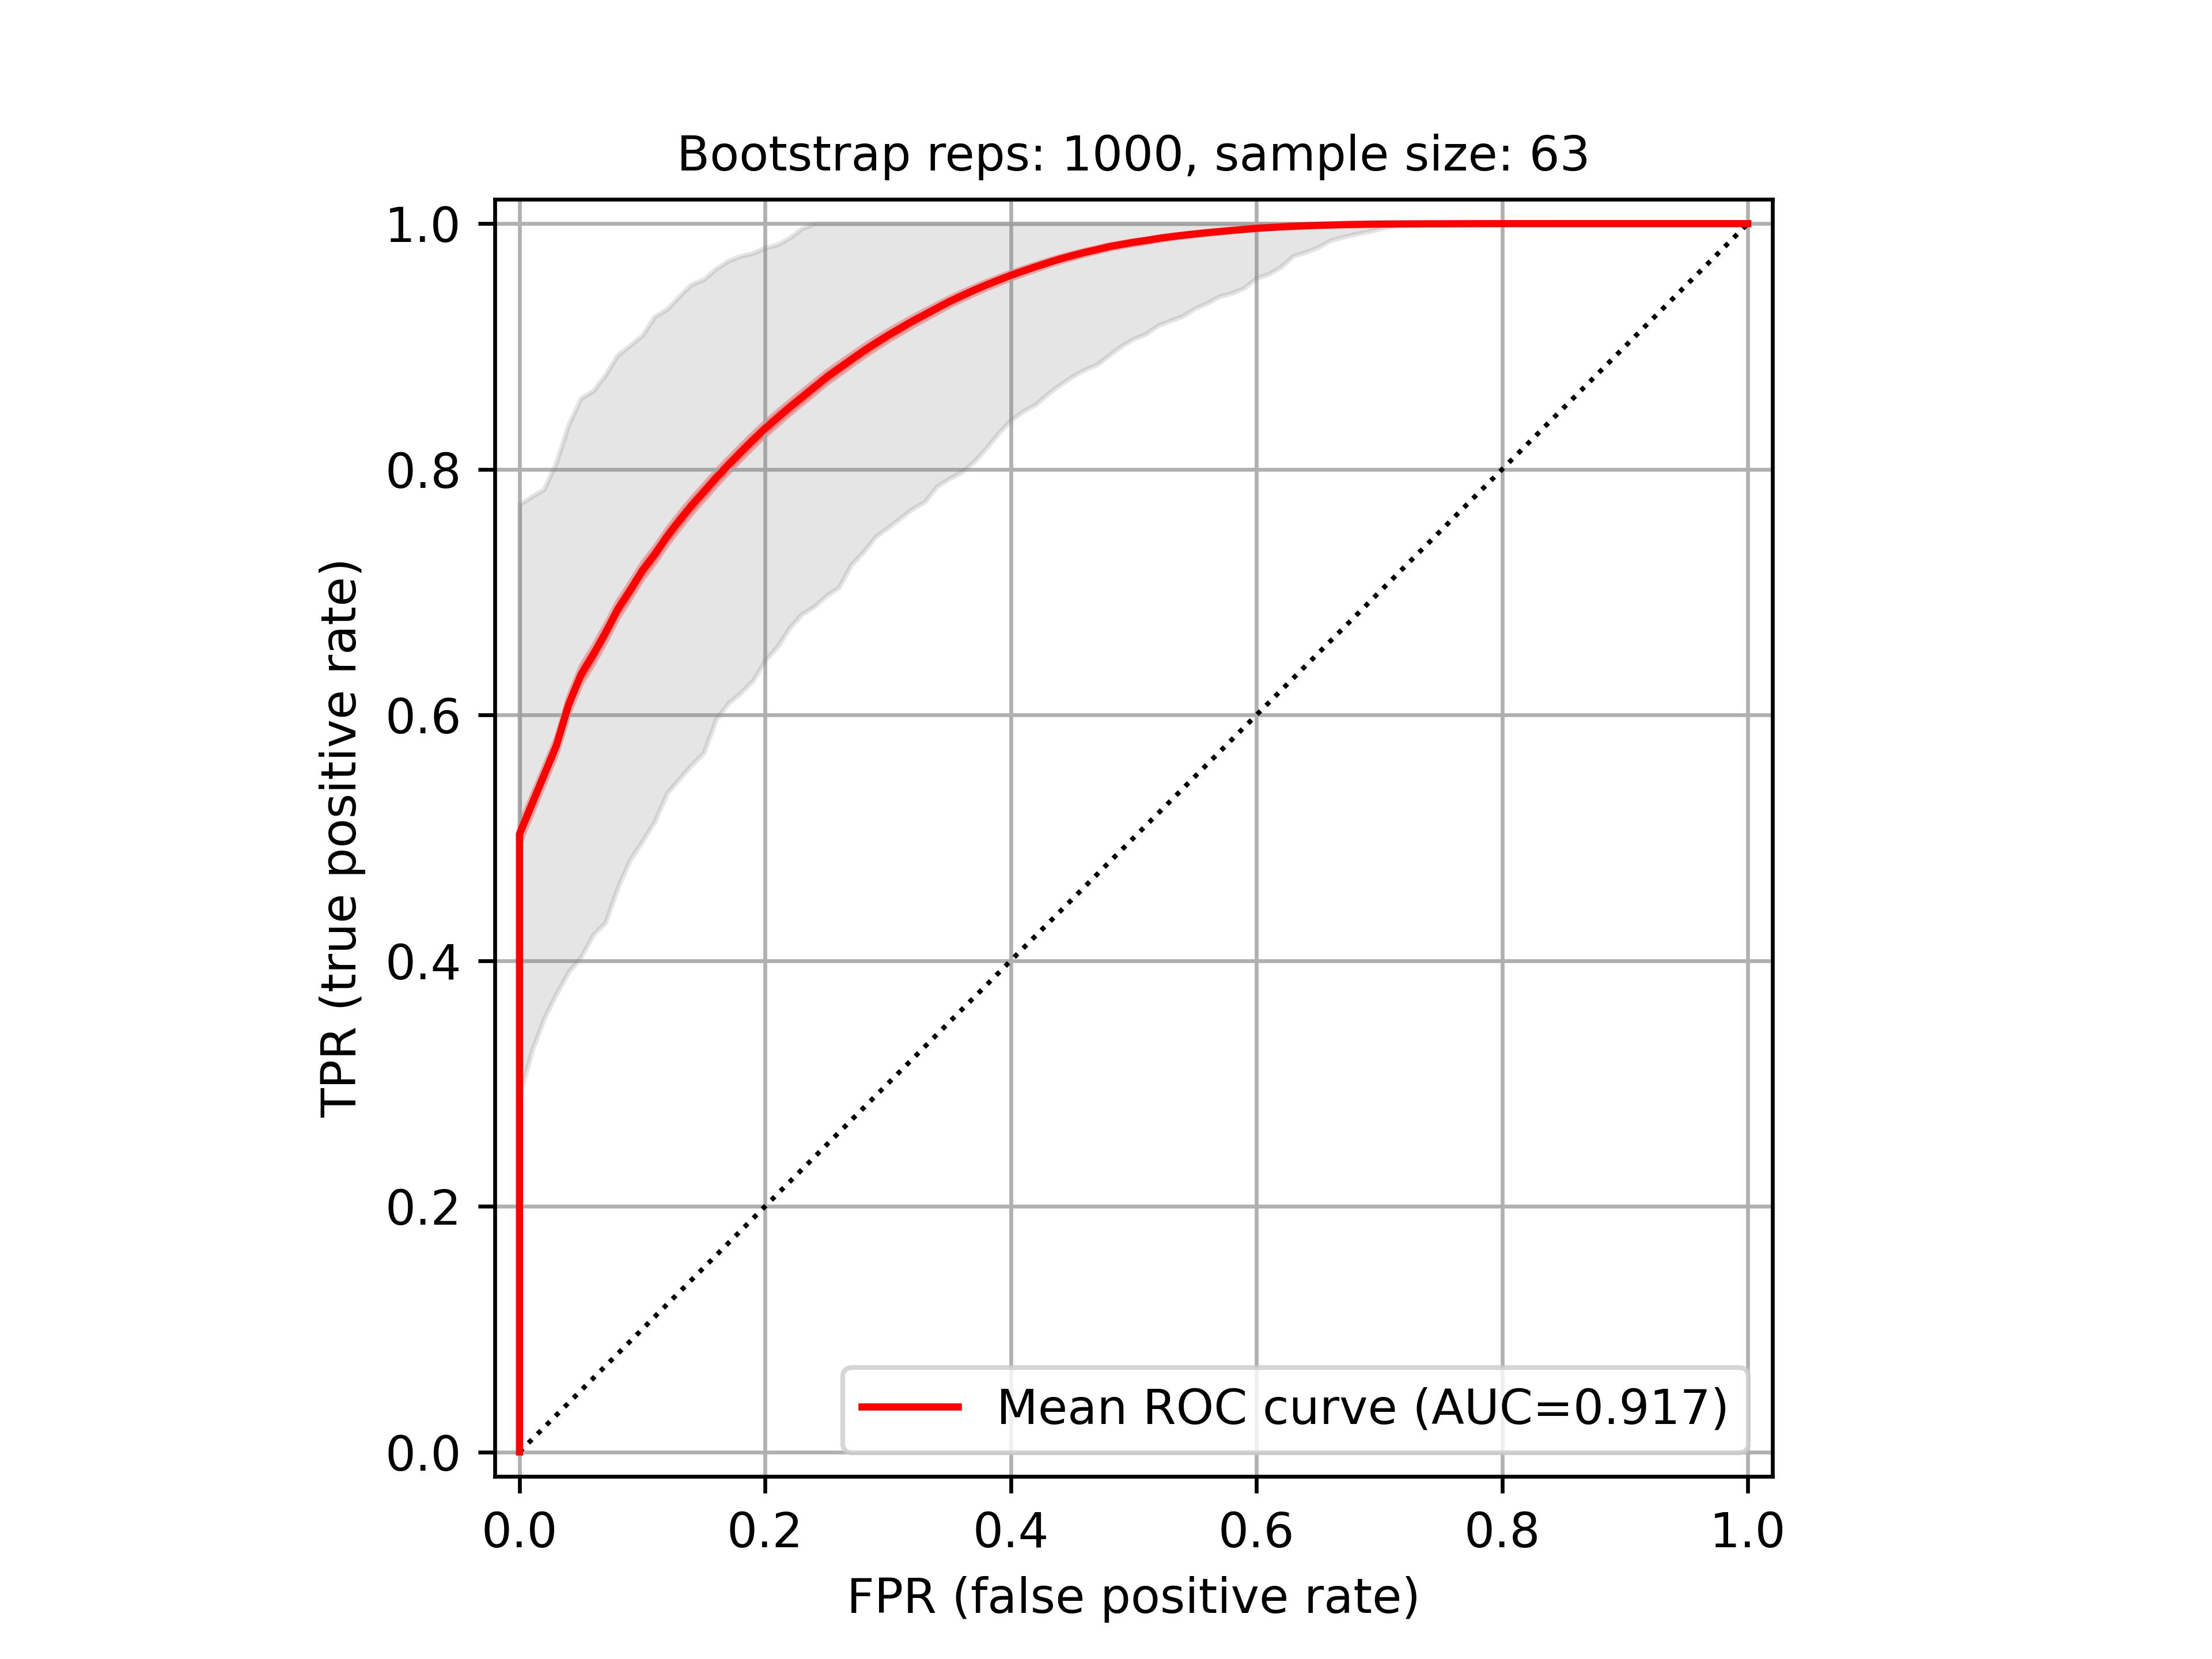 Bootstrap reps: 1000, sample size: 63
1.0
0.8
0.6
0.4
0.2
0.0
TPR (true positive rate)
Mean ROC curve (AUC=0.917)
0.0 0.2 0.4 0.6 0.8 1.0
FPR (false positive rate)